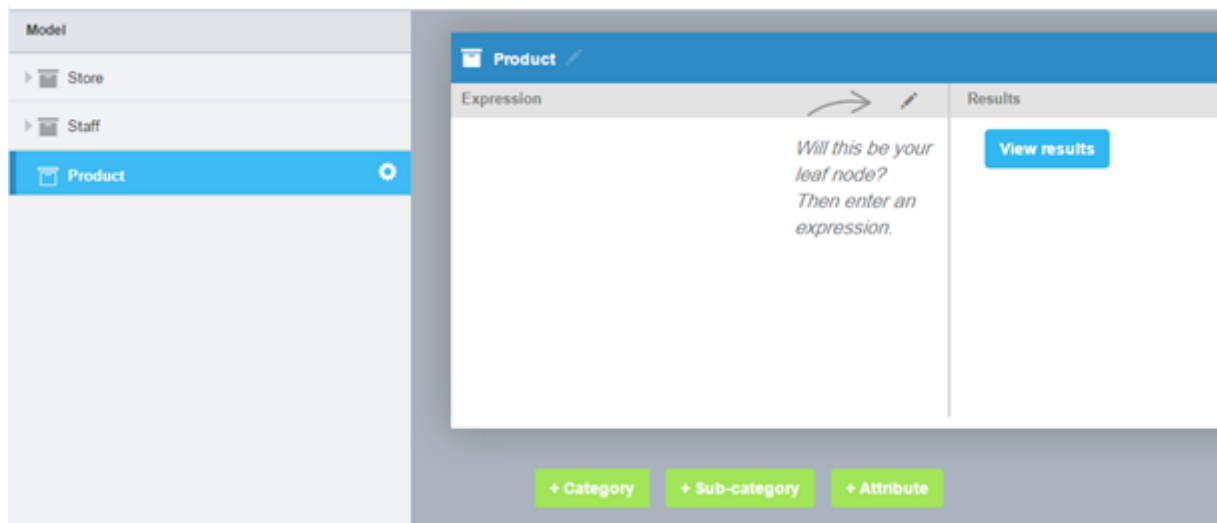 Model
Store
Staff
Product
Product
Expression
Results
Will this be your
leaf node?
Then enter an
expression.
View results
+ Category
+ Sub-category
+ Attribute